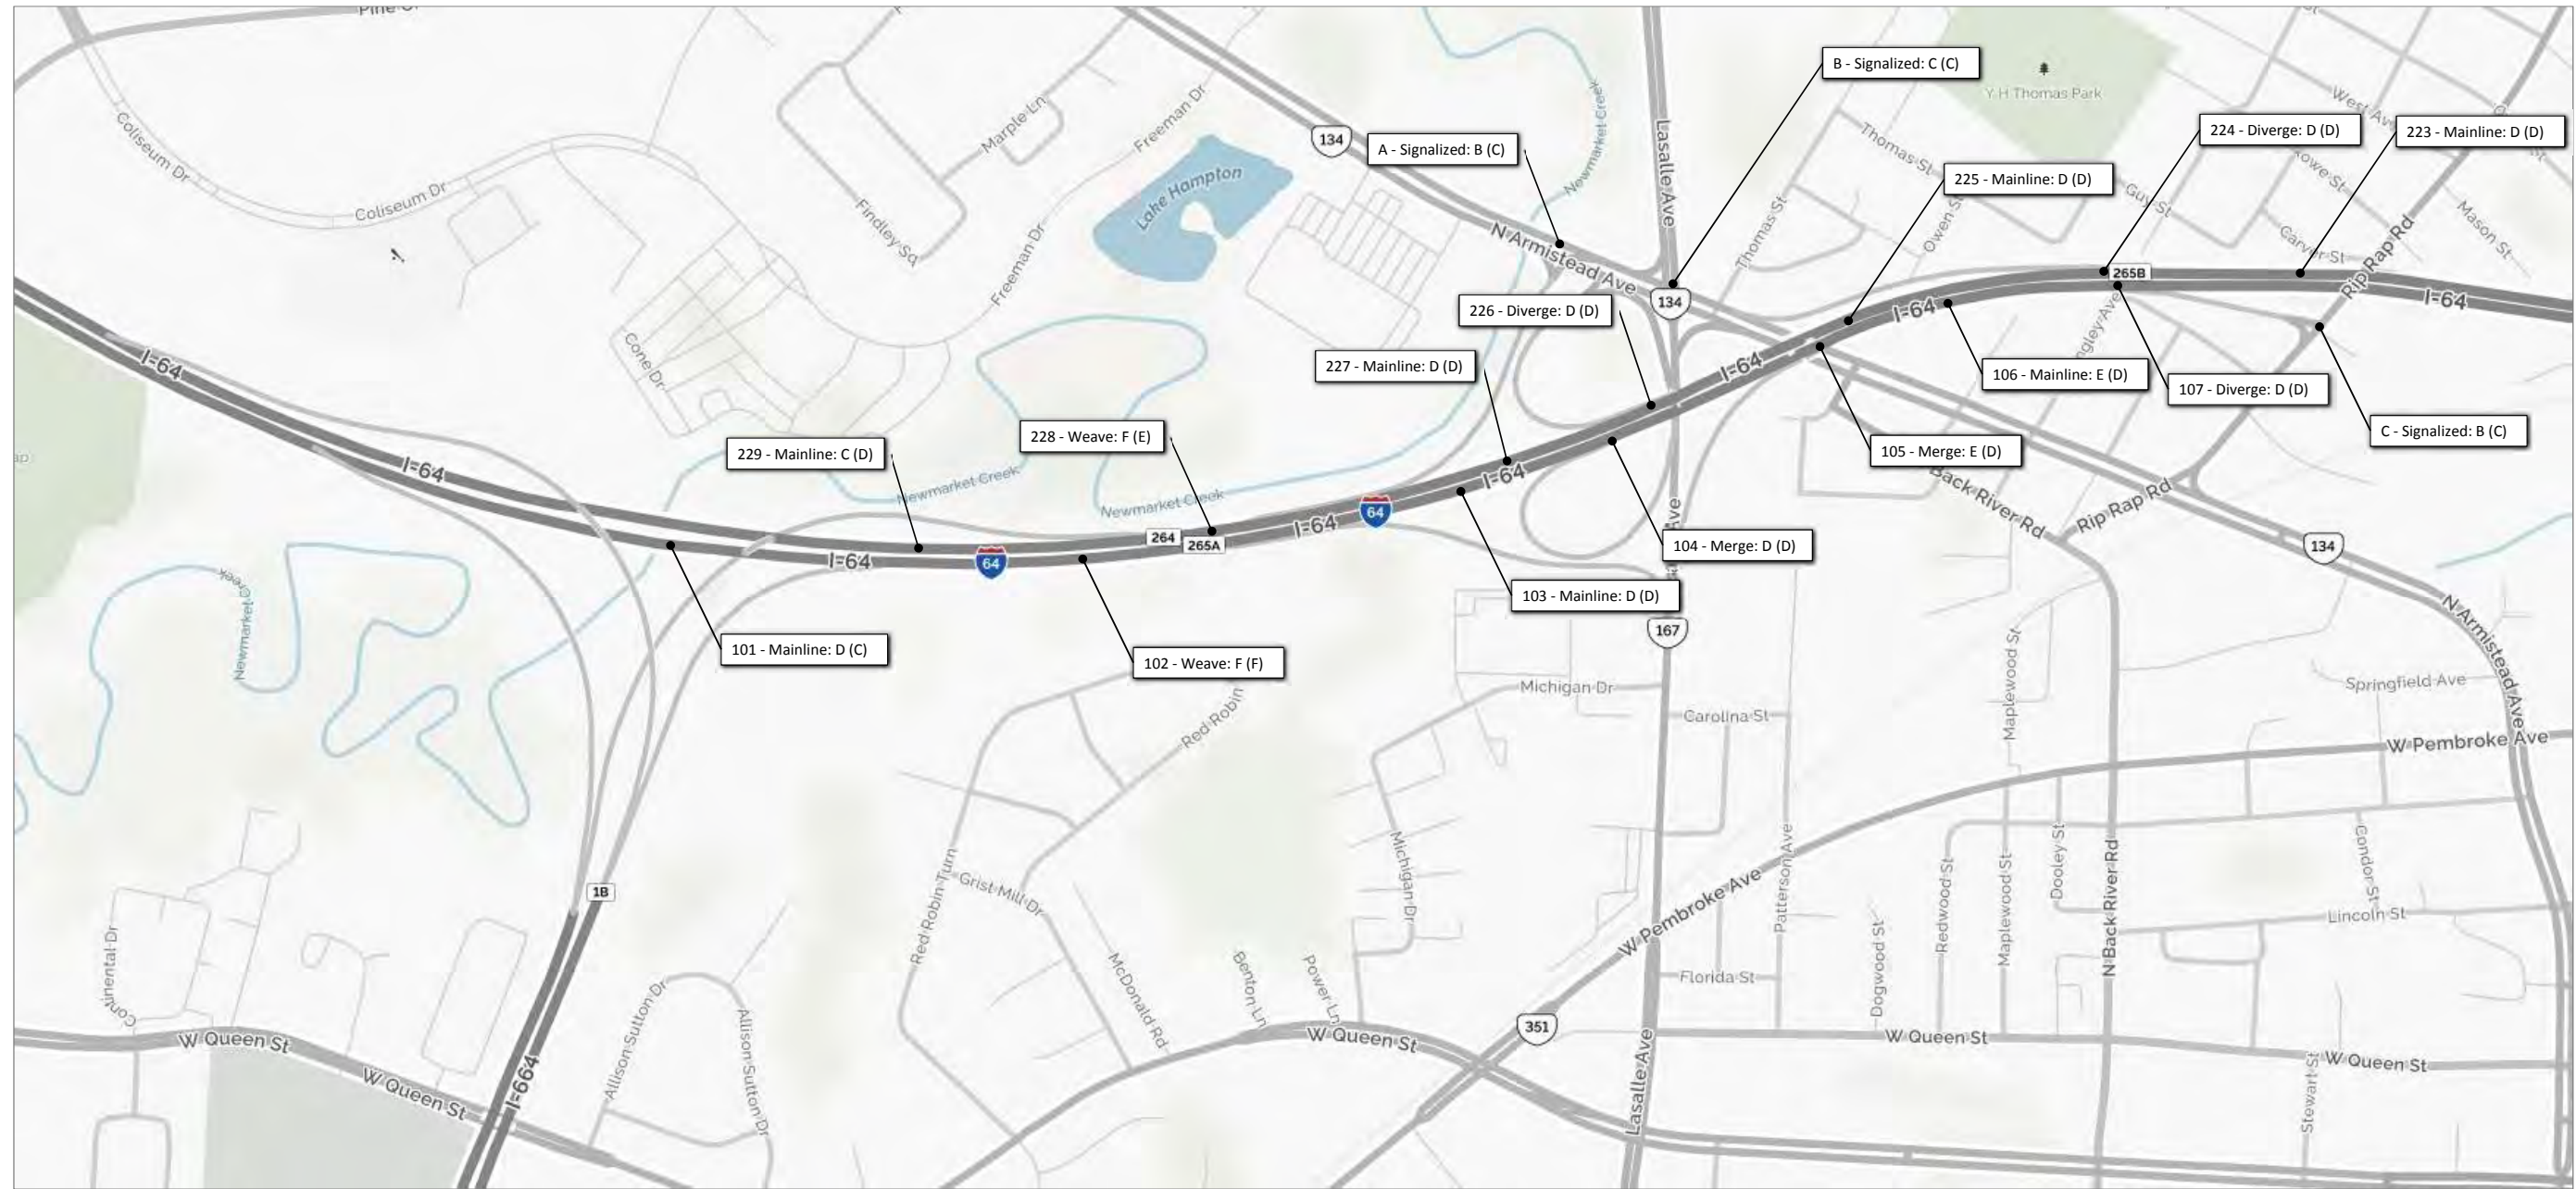 Coliseum Dr
Coliseum Dr
Marple Ln
Freeman Dr
Findley Sq
Freeman Dr
Lake Hampton
Cone Dr
134
A - Signalized: B (C)
Newmarket Creek
Lasalle Ave
B - Signalized: C (C)
Y H Thomas Park
Thomas St
Thomas St
Owen St
Guy St
West Av
224 - Diverge: D (D)
223 - Mainline: D (D)
225 - Mainline: D (D)
Carver St
Mason St
Rip Rap Rd
N Armistead Ave
134
265B
I-64
I-64
I-64
226 - Diverge: D (D)
227 - Mainline: D (D)
106 - Mainline: E (D)
107 - Diverge: D (D)
C - Signalized: B (C)
105 - Merge: E (D)
228 - Weave: F (E)
229 - Mainline: C (D)
I-64
I-64
Newmarket Creek
Newmarket Creek
I-64
I-64
64
264
265A
I-64
64
Back River Rd
Rip Rap Rd
134
104 - Merge: D (D)
103 - Mainline: D (D)
101 - Mainline: D (C)
102 - Weave: F (F)
Newmarket Creek
167
N Armistead Ave
Michigan Dr
Carolina St
Maplewood St
Springfield Ave
W Pembroke Ave
Red Robin
Red Robin Turn
Grist Mill Dr
McDonald Rd
Benton Ln
Power Ln
Michigan Dr
W Pembroke Ave
Patterson Ave
Florida St
Dogwood St
Redwood St
Maplewood St
Dooley St
N Back River Rd
Condor St
Lincoln St
1B
Continental Dr
W Queen St
W Queen St
I-664
Allison Sutton Dr
Allison Sutton Dr
W Queen St
351
Lasalle Ave
W Queen St
W Queen St
Stewart St